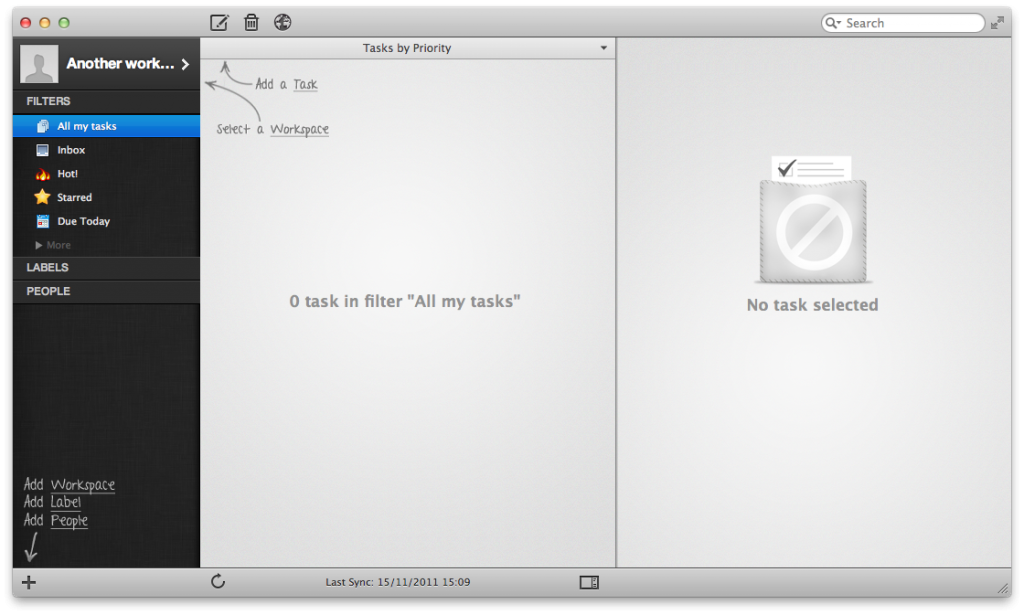 Search
Another work...
Tasks by Priority
Add a Task
Select a Workspace
FILTERS
All my tasks
Inbox
Hot!
Starred
Due Today
More
LABELS
PEOPLE
0 task in filter "All my tasks"
No task selected
Add Workspace
Add Label
Add People
Last Sync: 15/11/2011 15:09